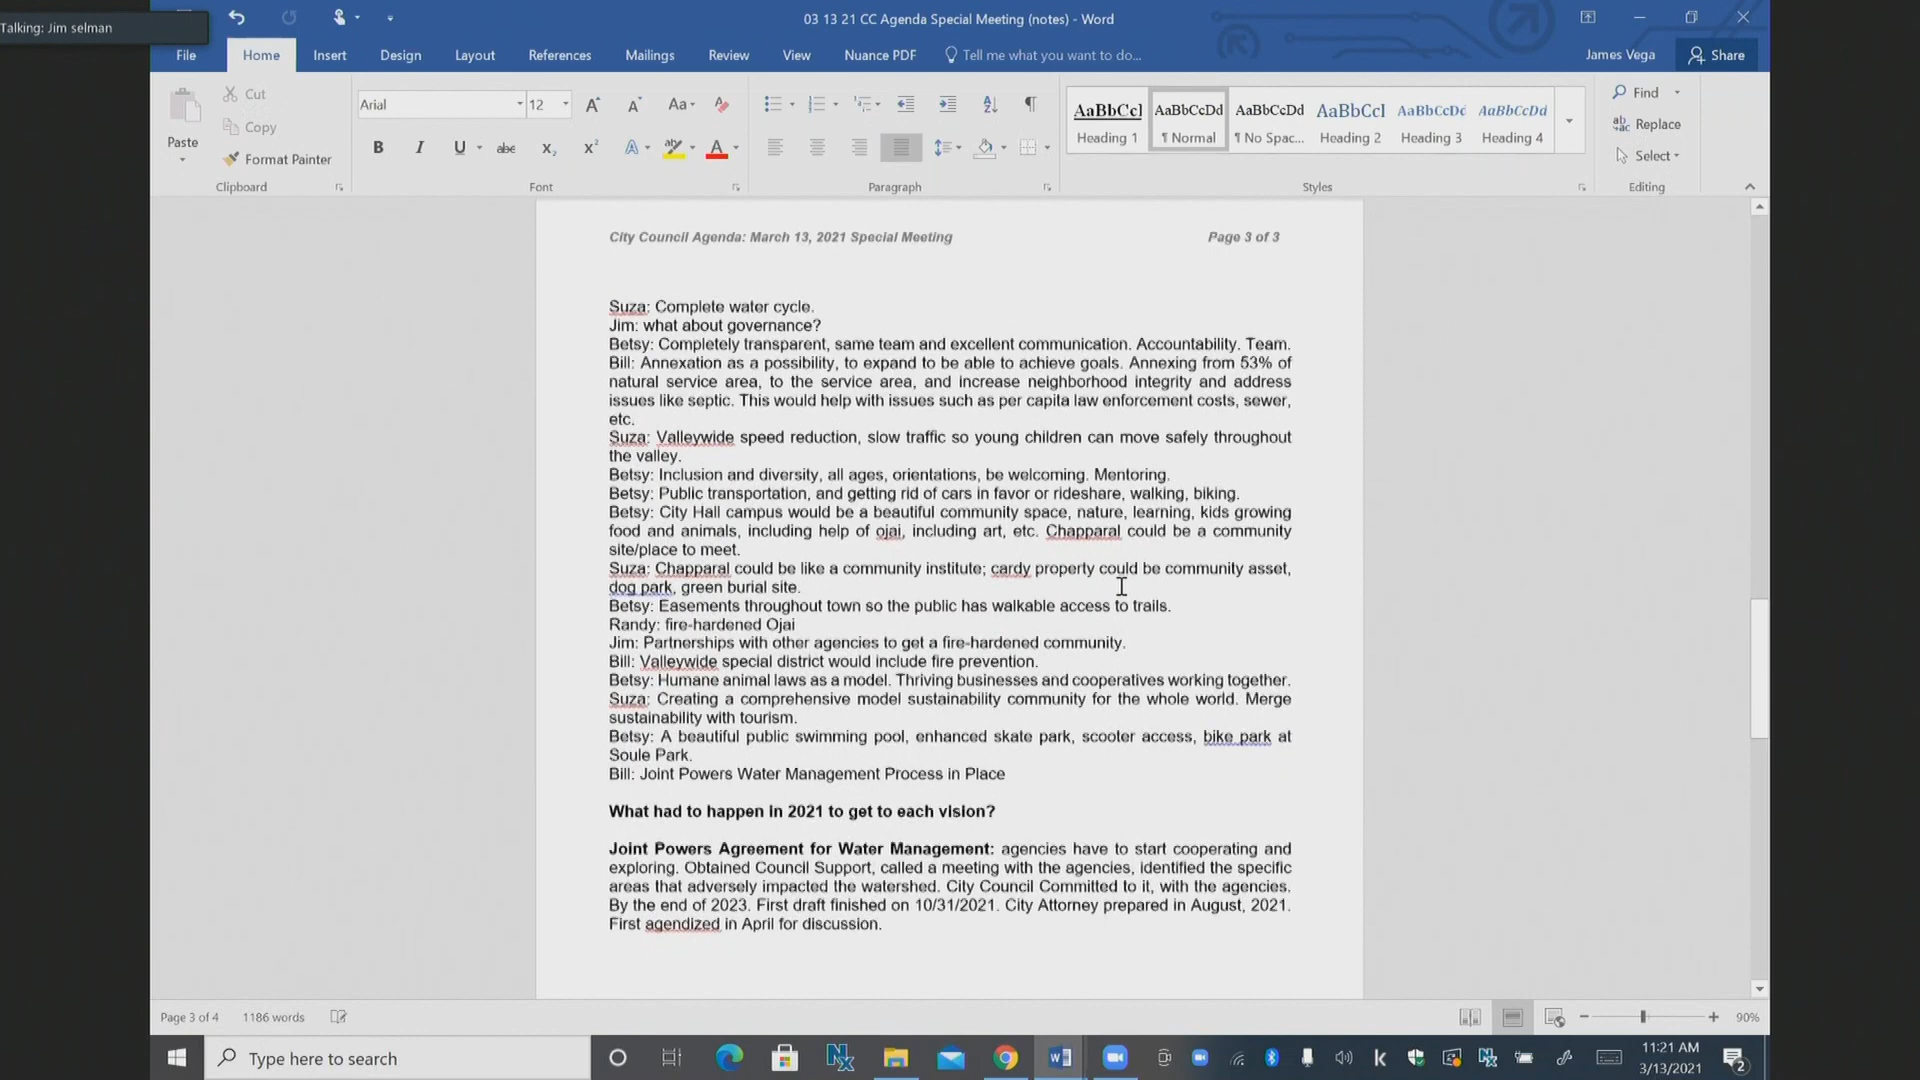 Talking: Jim selman
03 13 21 CC Agenda Special Meeting (notes) - Word
File Home Insert Design Layout References Mailings Review View Nuance PDF Tell me what you want to do... James Vega Share
Paste
Cut
Copy
Format Painter
Clipboard
Arial 12
Font
Paragraph
AaBbCcI AaBbCcDd AaBbCcDd AaBbCcI AaBbCcDc AaBbCcDd
Heading 1 ¶ Normal ¶ No Spac... Heading 2 Heading 3 Heading 4
Styles
Find
Replace
Select
Editing
City Council Agenda: March 13, 2021 Special Meeting Page 3 of 3
Suza: Complete water cycle.
Jim: what about governance?
Betsy: Completely transparent, same team and excellent communication. Accountability. Team.
Bill: Annexation as a possibility, to expand to be able to achieve goals. Annexing from 53% of
natural service area, to the service area, and increase neighborhood integrity and address
issues like septic. This would help with issues such as per capita law enforcement costs, sewer,
etc.
Suza: Valleywide speed reduction, slow traffic so young children can move safely throughout
the valley.
Betsy: Inclusion and diversity, all ages, orientations, be welcoming. Mentoring.
Betsy: Public transportation, and getting rid of cars in favor or rideshare, walking, biking.
Betsy: City Hall campus would be a beautiful community space, nature, learning, kids growing
food and animals, including help of ojai, including art, etc. Chapparal could be a community
site/place to meet.
Suza: Chapparal could be like a community institute; cardy property could be community asset,
dog park, green burial site.
Betsy: Easements throughout town so the public has walkable access to trails.
Randy: fire-hardened Ojai
Jim: Partnerships with other agencies to get a fire-hardened community.
Bill: Valleywide special district would include fire prevention.
Betsy: Humane animal laws as a model. Thriving businesses and cooperatives working together.
Suza: Creating a comprehensive model sustainability community for the whole world. Merge
sustainability with tourism.
Betsy: A beautiful public swimming pool, enhanced skate park, scooter access, bike park at
Soule Park.
Bill: Joint Powers Water Management Process in Place
What had to happen in 2021 to get to each vision?
Joint Powers Agreement for Water Management: agencies have to start cooperating and
exploring. Obtained Council Support, called a meeting with the agencies, identified the specific
areas that adversely impacted the watershed. City Council Committed to it, with the agencies.
By the end of 2023. First draft finished on 10/31/2021. City Attorney prepared in August, 2021.
First agendized in April for discussion.
Page 3 of 4 1186 words 90%
Type here to search
11:21 AM
3/13/2021
2